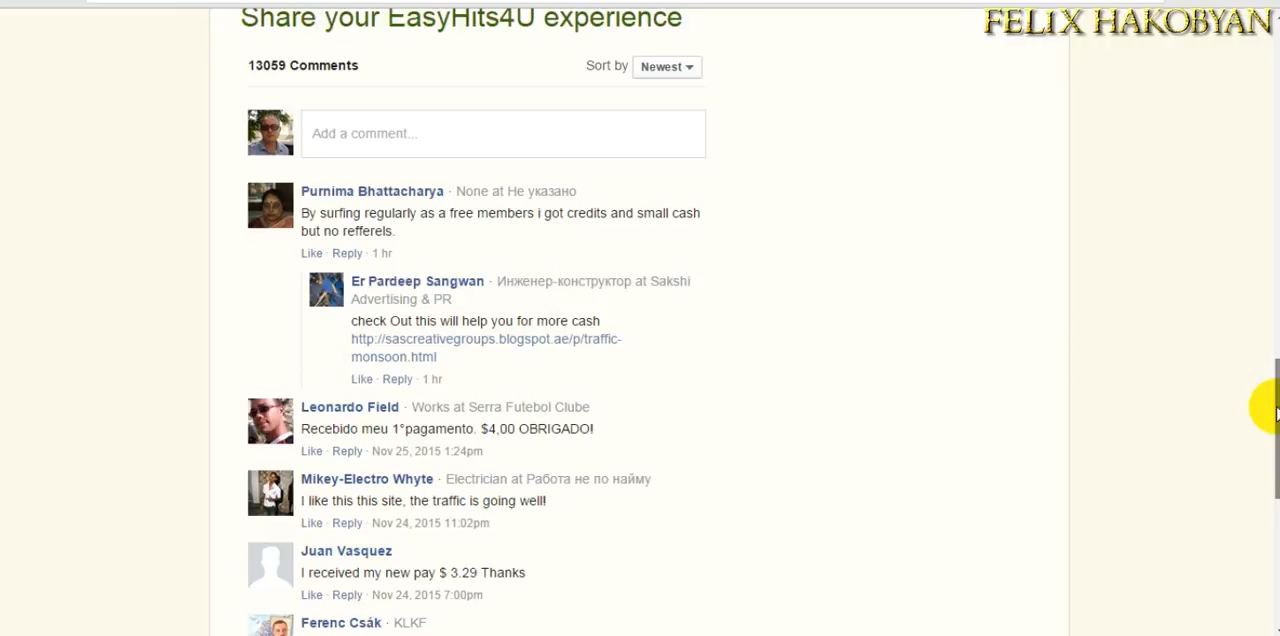 Share your EasyHits4U experience
FELIX HAKOBYAN
13059 Comments
Sort by Newest
Add a comment...
Purnima Bhattacharya · None at Не указано
By surfing regularly as a free members i got credits and small cash
but no refferels.
Like · Reply · 1 hr
Er Pardeep Sangwan · Инженер-конструктор at Sakshi
Advertising & PR
check Out this will help you for more cash
http://sascreativegroups.blogspot.ae/p/traffic-
monsoon.html
Like · Reply · 1 hr
Leonardo Field · Works at Serra Futebol Clube
Recebido meu 1°pagamento. $4,00 OBRIGADO!
Like · Reply · Nov 25, 2015 1:24pm
Mikey-Electro Whyte · Electrician at Работа не по найму
I like this this site, the traffic is going well!
Like · Reply · Nov 24, 2015 11:02pm
Juan Vasquez
I received my new pay $ 3.29 Thanks
Like · Reply · Nov 24, 2015 7:00pm
Ferenc Csák · KLKF